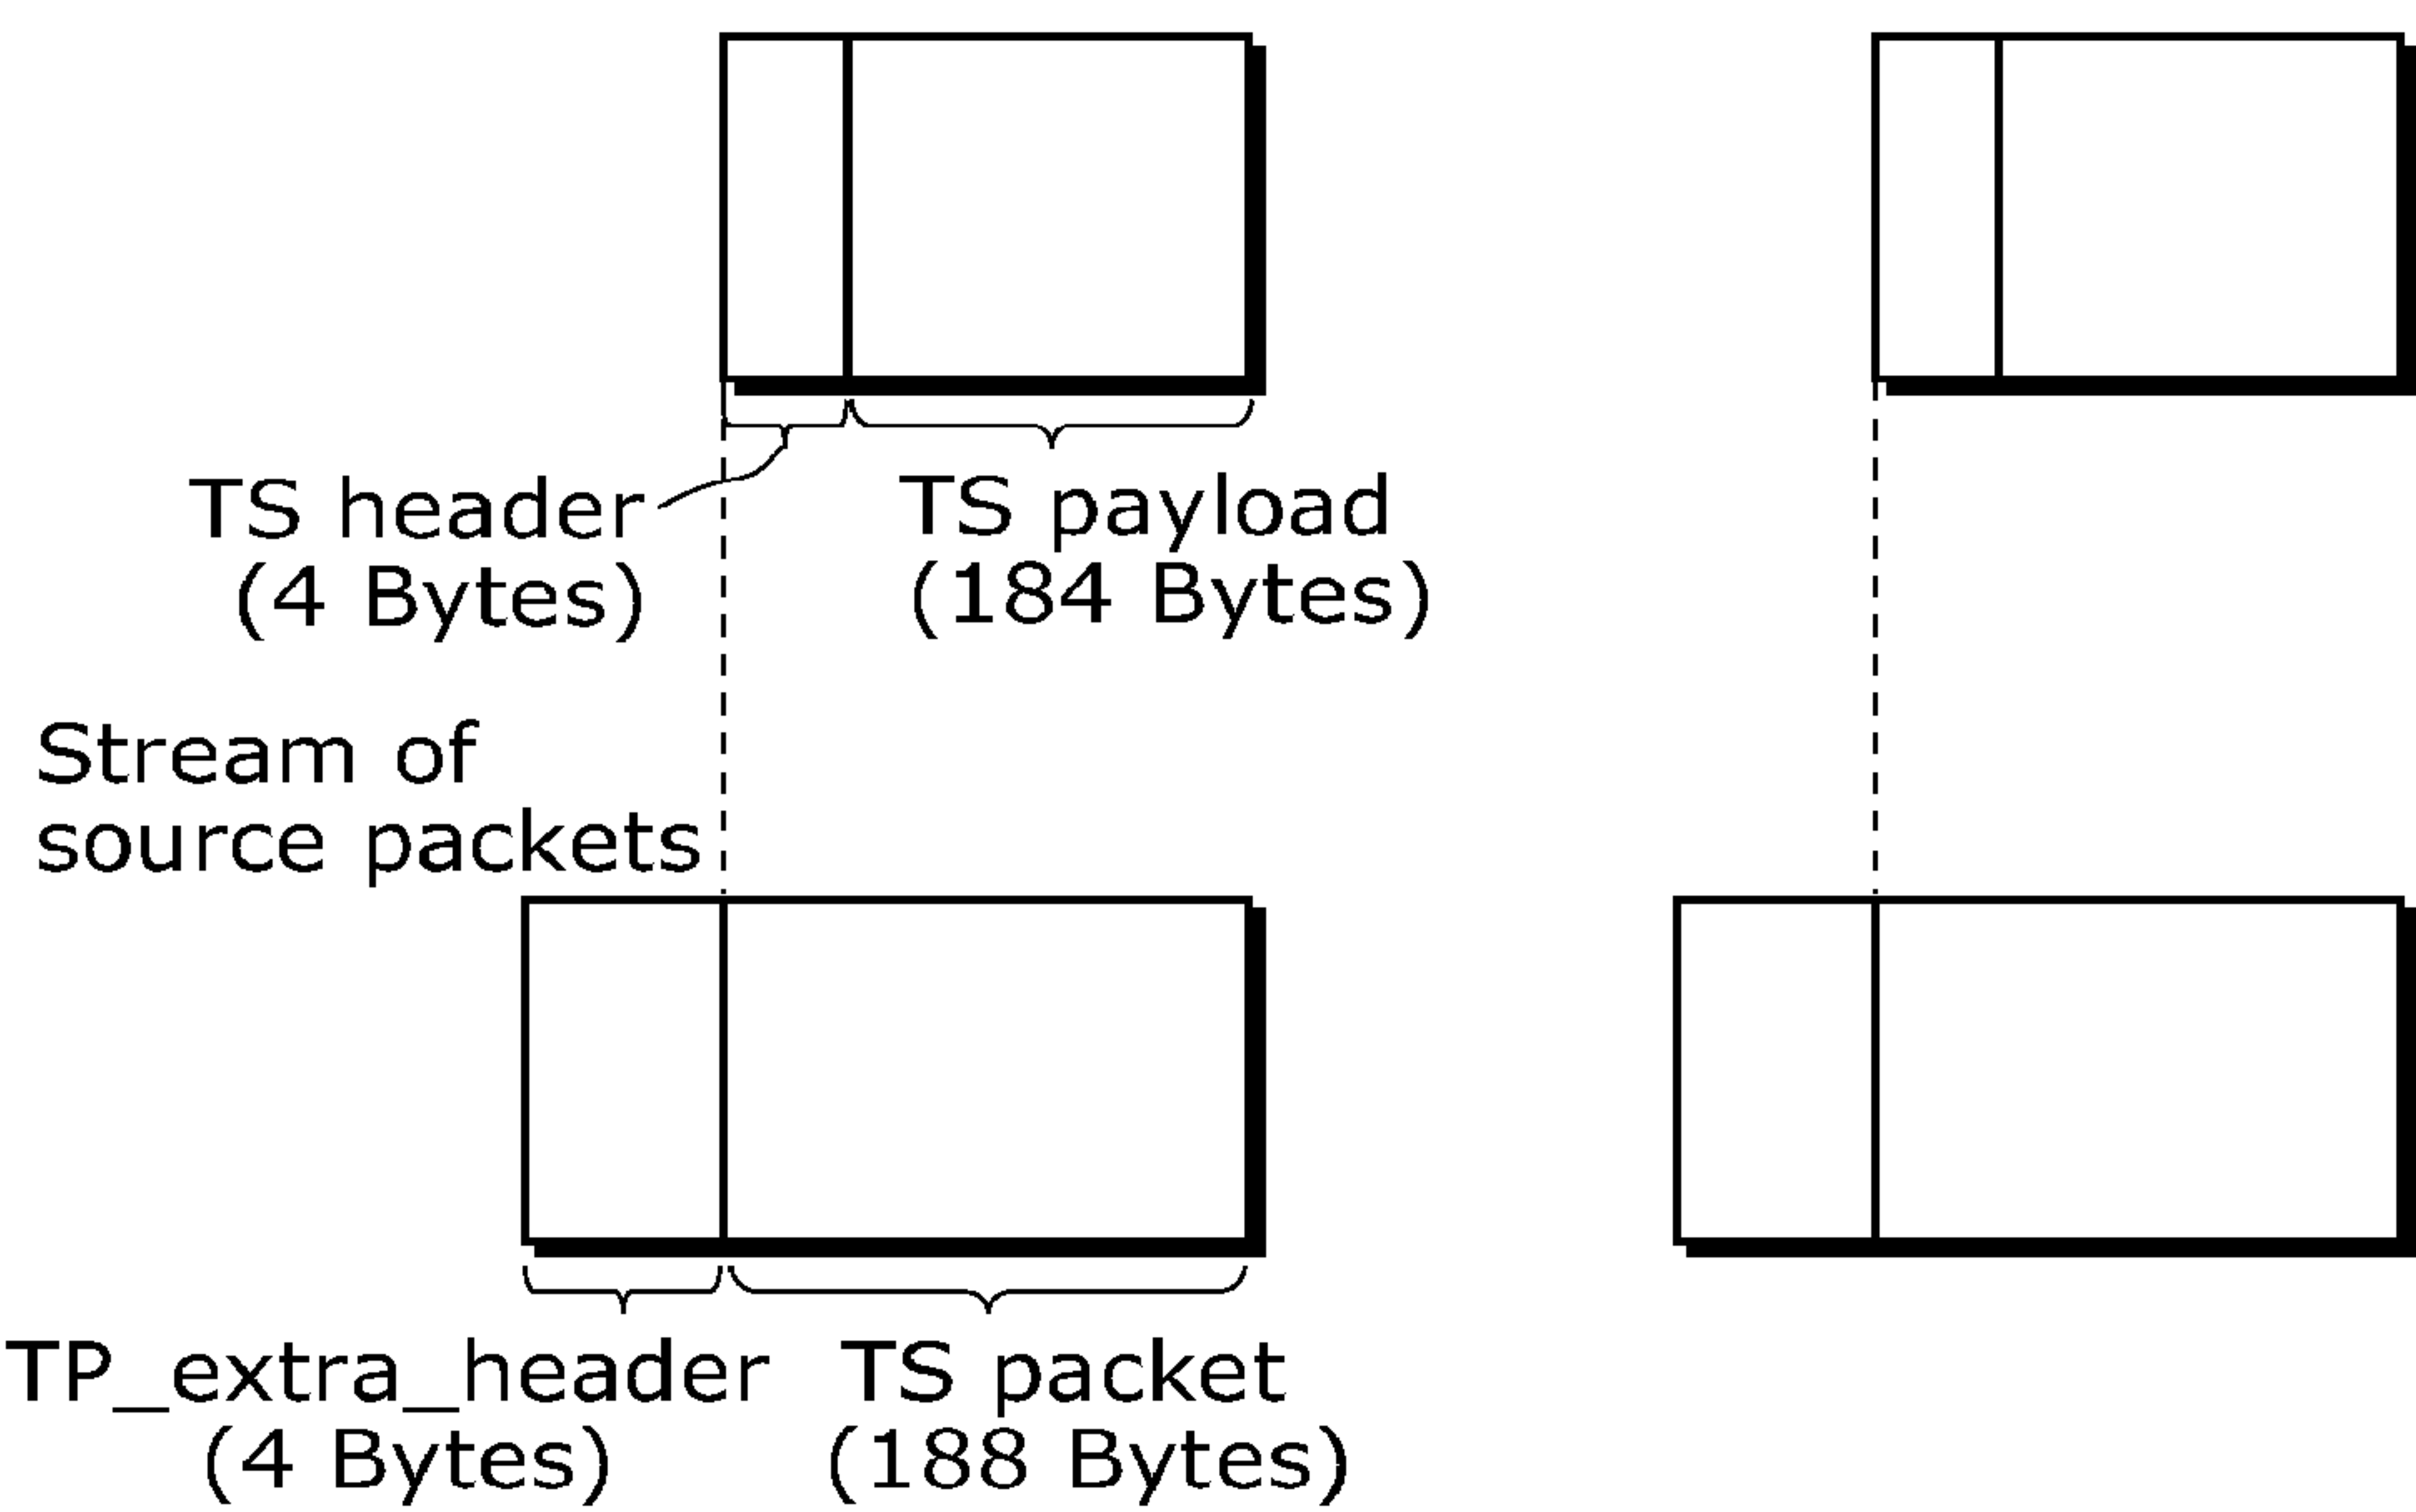 TS header
(4 Bytes)
TS payload
(184 Bytes)
Stream of
source packets
TP_extra_header
(4 Bytes)
TS packet
(188 Bytes)